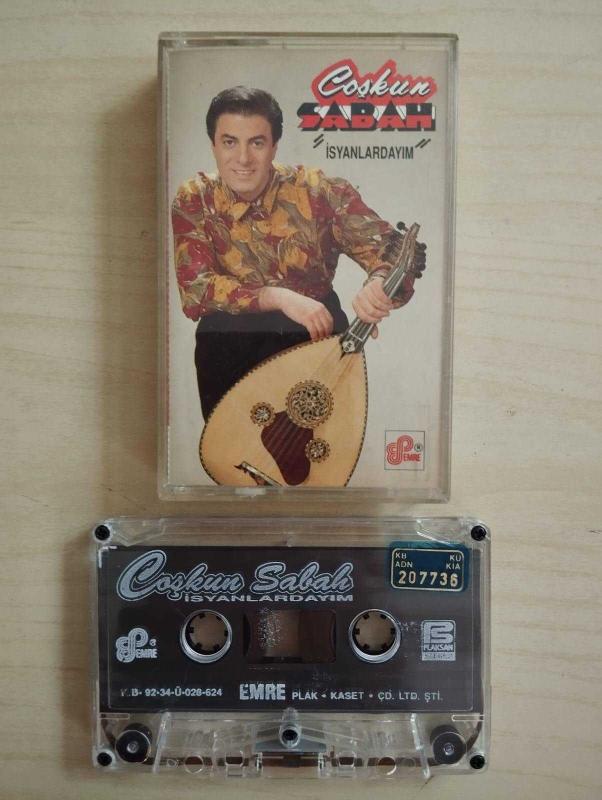 Coşkun
SABAH
"İSYANLARDAYIM"
EMRE
Coşkun Sabah
İSYANLARDAYIM
KB KÜ
ADN KIA
207736
EMRE
PLAKSAN
K.B- 92-34-Ü-028-624
EMRE PLAK • KASET • ÇD. LTD. ŞTİ.